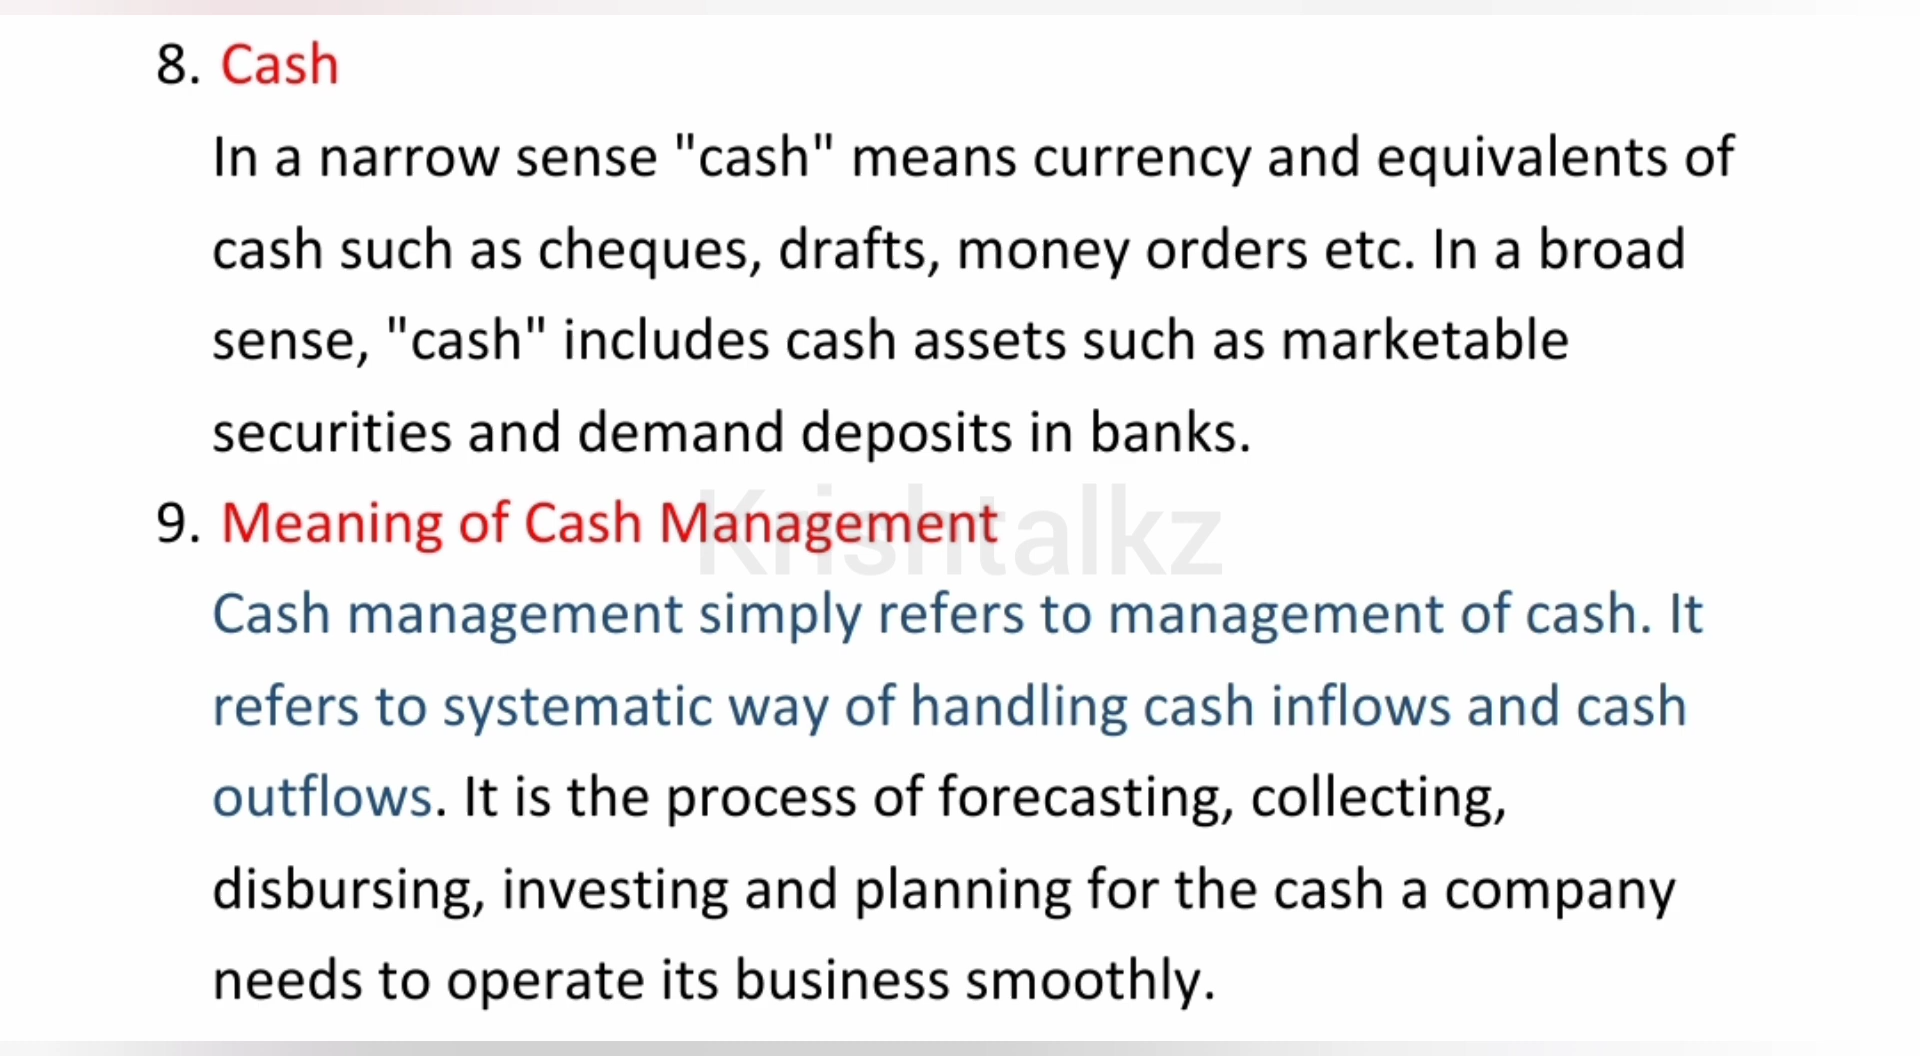 8. Cash
In a narrow sense "cash" means currency and equivalents of
cash such as cheques, drafts, money orders etc. In a broad
sense, "cash" includes cash assets such as marketable
securities and demand deposits in banks.
9. Meaning of Cash Management
Krishtalkz
Cash management simply refers to management of cash. It
refers to systematic way of handling cash inflows and cash
outflows. It is the process of forecasting, collecting,
disbursing, investing and planning for the cash a company
needs to operate its business smoothly.